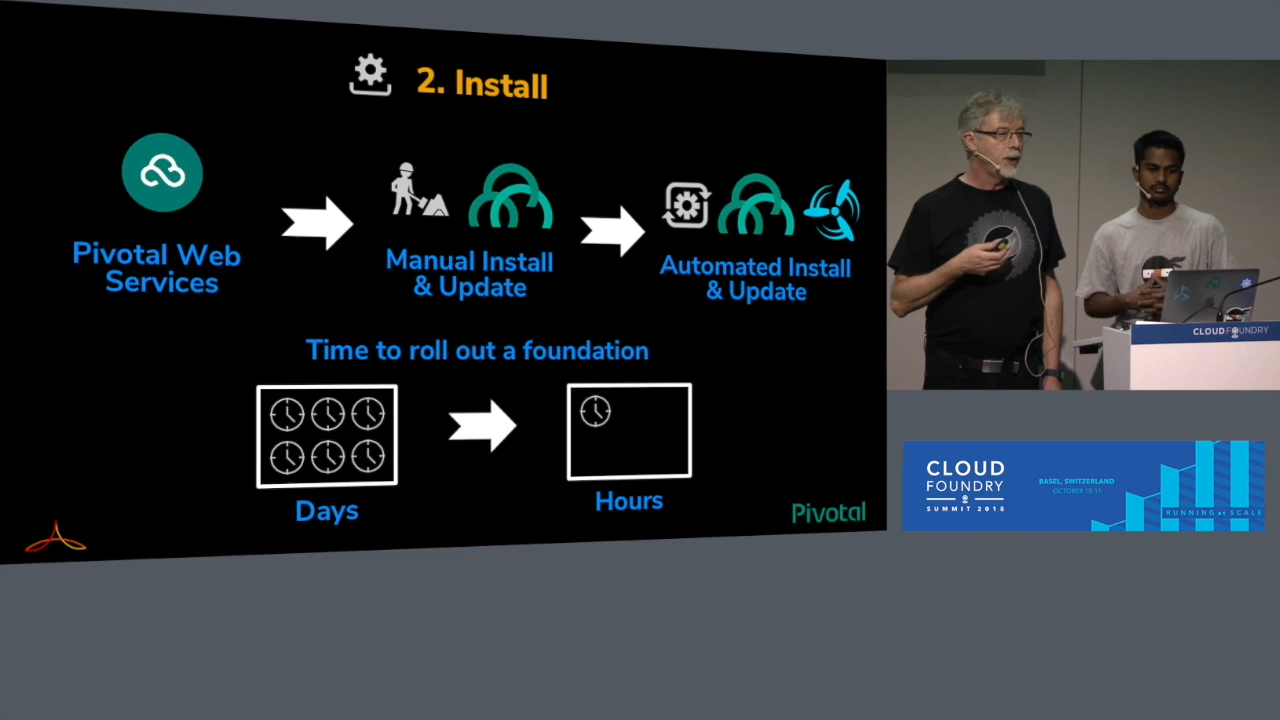 2. Install
Pivotal Web
Services
Manual Install
& Update
Automated Install
& Update
Time to roll out a foundation
Days
Hours
Pivotal
CLOUD FOUNDRY
CLOUD
FOUNDRY
SUMMIT 2018
BASEL, SWITZERLAND
OCTOBER 10-11
RUNNING at SCALE